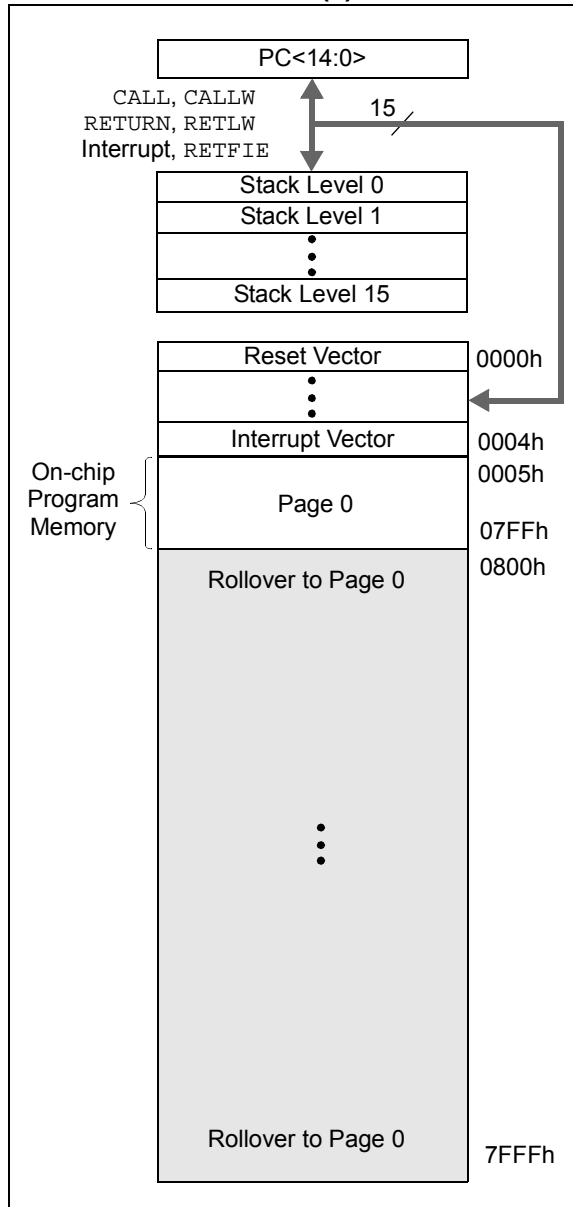 PC<14:0>
CALL, CALLW
RETURN, RETLW
Interrupt, RETFIE
15
Stack Level 0
Stack Level 1
Stack Level 15
Reset Vector
0000h
Interrupt Vector
0004h
On-chip
Program
Memory
Page 0
0005h
07FFh
Rollover to Page 0
0800h
Rollover to Page 0
7FFFh